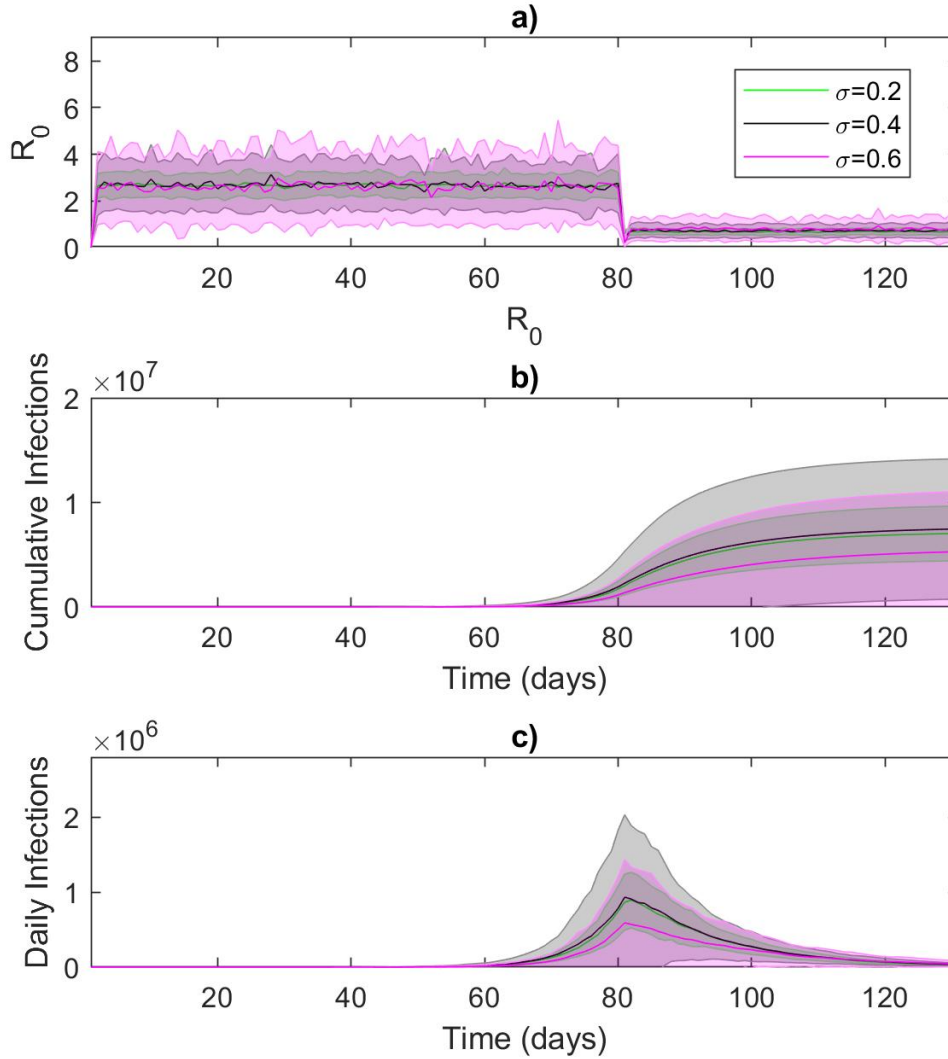 a)
R0
8
6
4
2
0
σ=0.2
σ=0.4
σ=0.6
20 40 60 80 100 120
R0
b)
×10^7
Cumulative Infections
2
1
0
20 40 60 80 100 120
Time (days)
c)
×10^6
Daily Infections
2
1
0
20 40 60 80 100 120
Time (days)